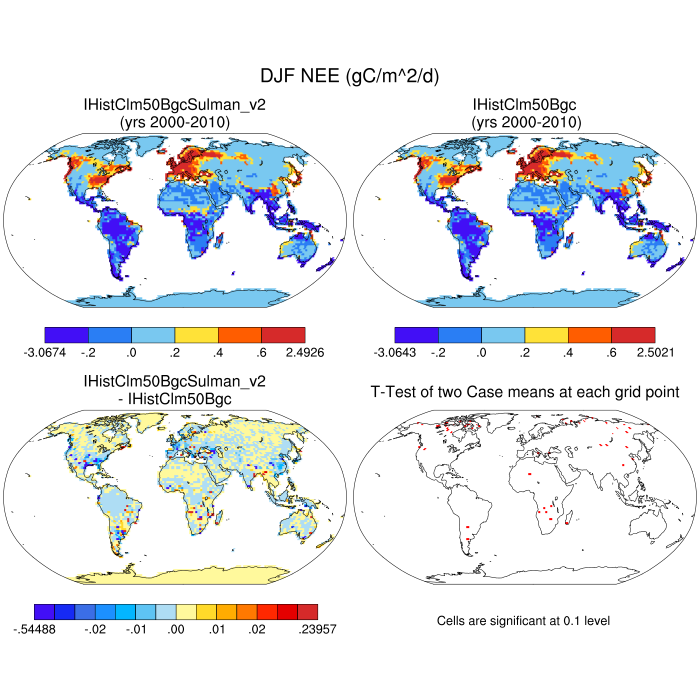 DJF NEE (gC/m^2/d)
IHistClm50BgcSulman_v2
(yrs 2000-2010)
IHistClm50Bgc
(yrs 2000-2010)
-3.0674 -.2 .0 .2 .4 .6 2.4926
-3.0643 -.2 .0 .2 .4 .6 2.5021
IHistClm50BgcSulman_v2
- IHistClm50Bgc
T-Test of two Case means at each grid point
-.54488 -.02 -.01 .00 .01 .02 .23957
Cells are significant at 0.1 level